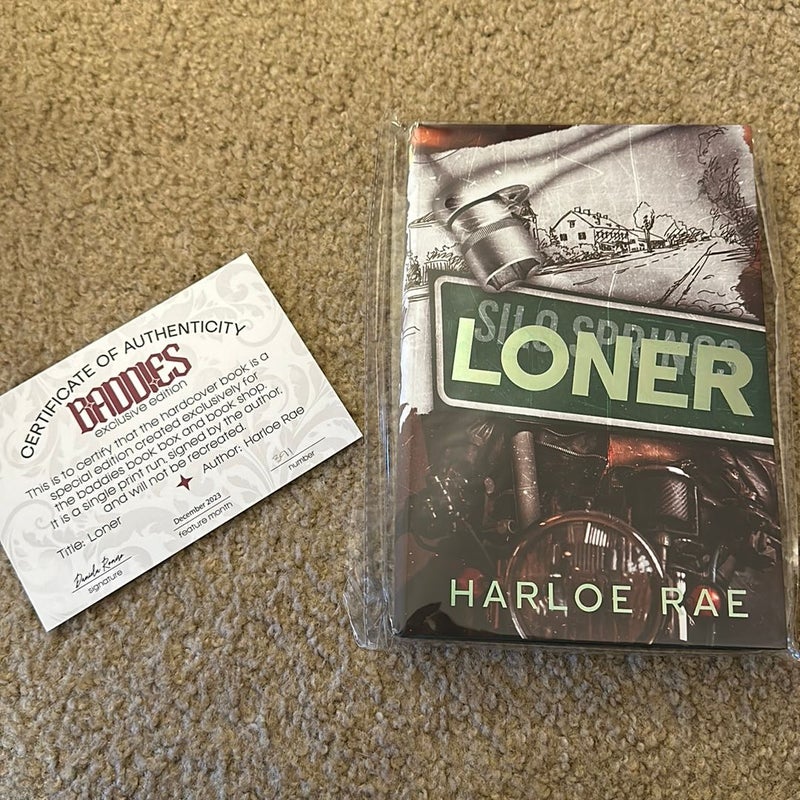 CERTIFICATE OF AUTHENTICITY
BADDIES
exclusive edition
This is to certify that the hardcover book is a
special edition created exclusively for
the baddies book box and book shop.
It is a single print run, signed by the author,
and will not be recreated.
Title: Loner
Author: Harloe Rae
December 2023
feature month
number
signature
SILO SPRINGS
LONER
HARLOE RAE